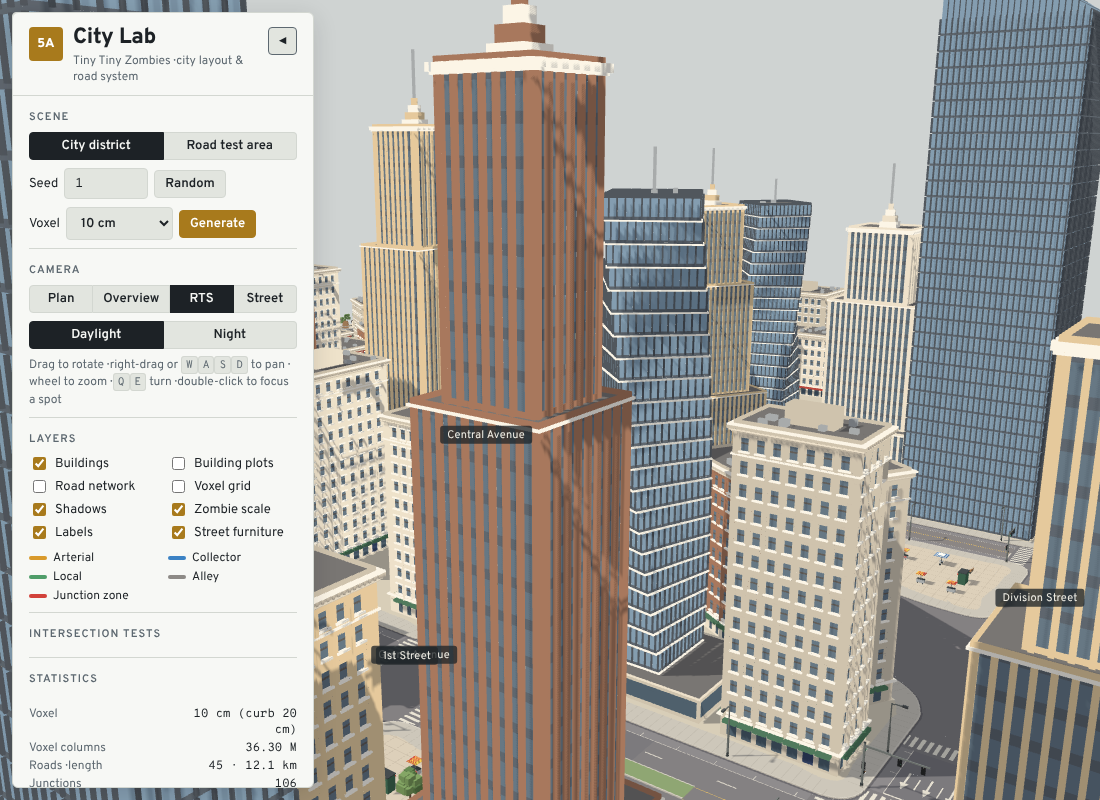 5A
City Lab
Tiny Tiny Zombies · city layout &
road system
◄
SCENE
City district
Road test area
Seed
1
Random
Voxel
10 cm
Generate
CAMERA
Plan
Overview
RTS
Street
Daylight
Night
Drag to rotate · right-drag or W A S D to pan ·
wheel to zoom · Q E turn · double-click to focus
a spot
LAYERS
Buildings
Building plots
Road network
Voxel grid
Shadows
Zombie scale
Labels
Street furniture
Arterial
Collector
Local
Alley
Junction zone
INTERSECTION TESTS
STATISTICS
Voxel
10 cm (curb 20
cm)
Voxel columns
36.30 M
Roads · length
45 · 12.1 km
Junctions
106
Central Avenue
Division Street
1st Street